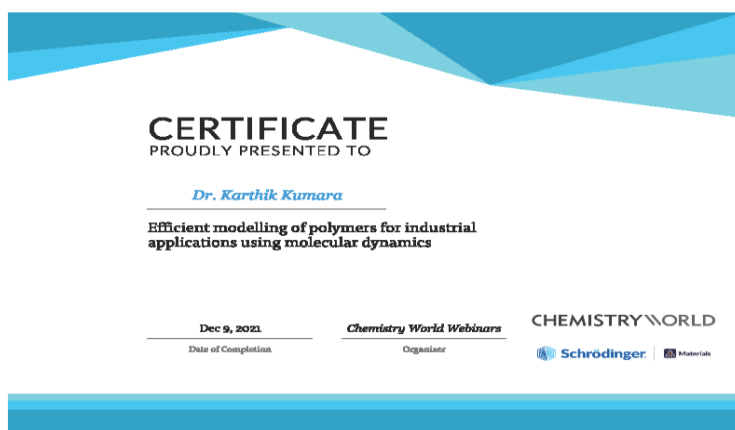 CERTIFICATE
PROUDLY PRESENTED TO
Dr. Karthik Kumara
Efficient modelling of polymers for industrial
applications using molecular dynamics
Dec 9, 2021
Date of Completion
Chemistry World Webinars
Organiser
CHEMISTRY WORLD
Schrödinger
Materials